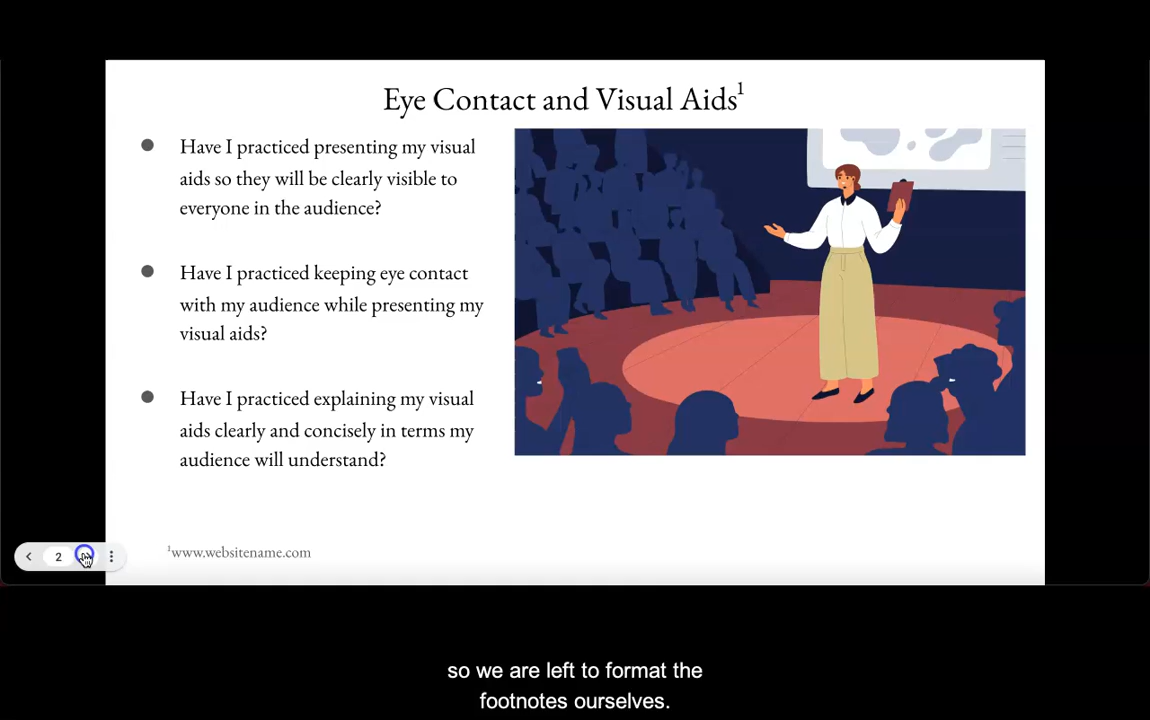 Eye Contact and Visual Aids¹
● Have I practiced presenting my visual
aids so they will be clearly visible to
everyone in the audience?
● Have I practiced keeping eye contact
with my audience while presenting my
visual aids?
● Have I practiced explaining my visual
aids clearly and concisely in terms my
audience will understand?
¹www.websitename.com
2
so we are left to format the
footnotes ourselves.